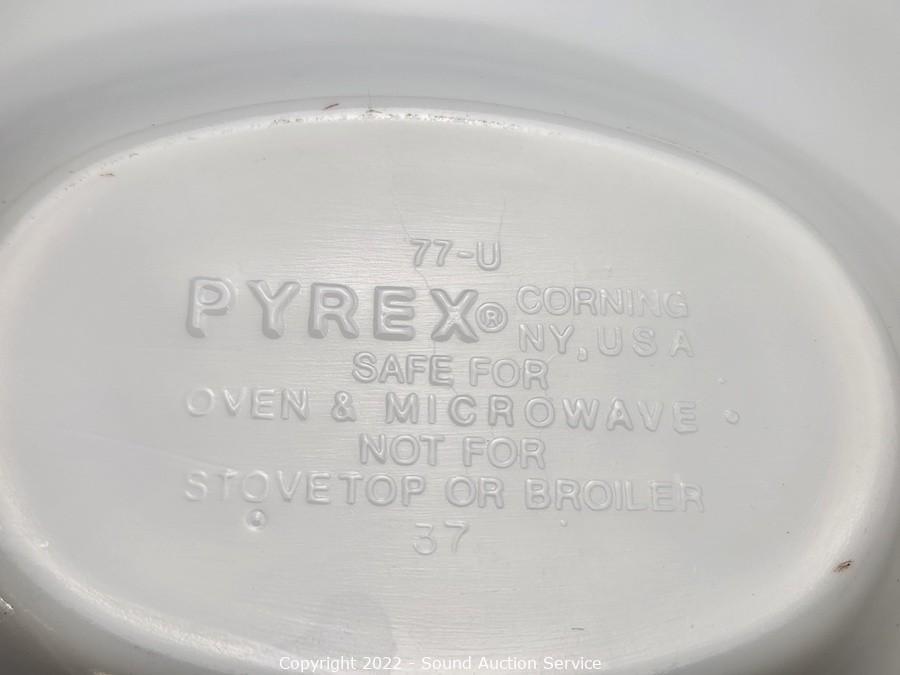 77-U
PYREX® CORNING
NY, USA
SAFE FOR
OVEN & MICROWAVE
NOT FOR
STOVETOP OR BROILER
37
Copyright 2022 - Sound Auction Service